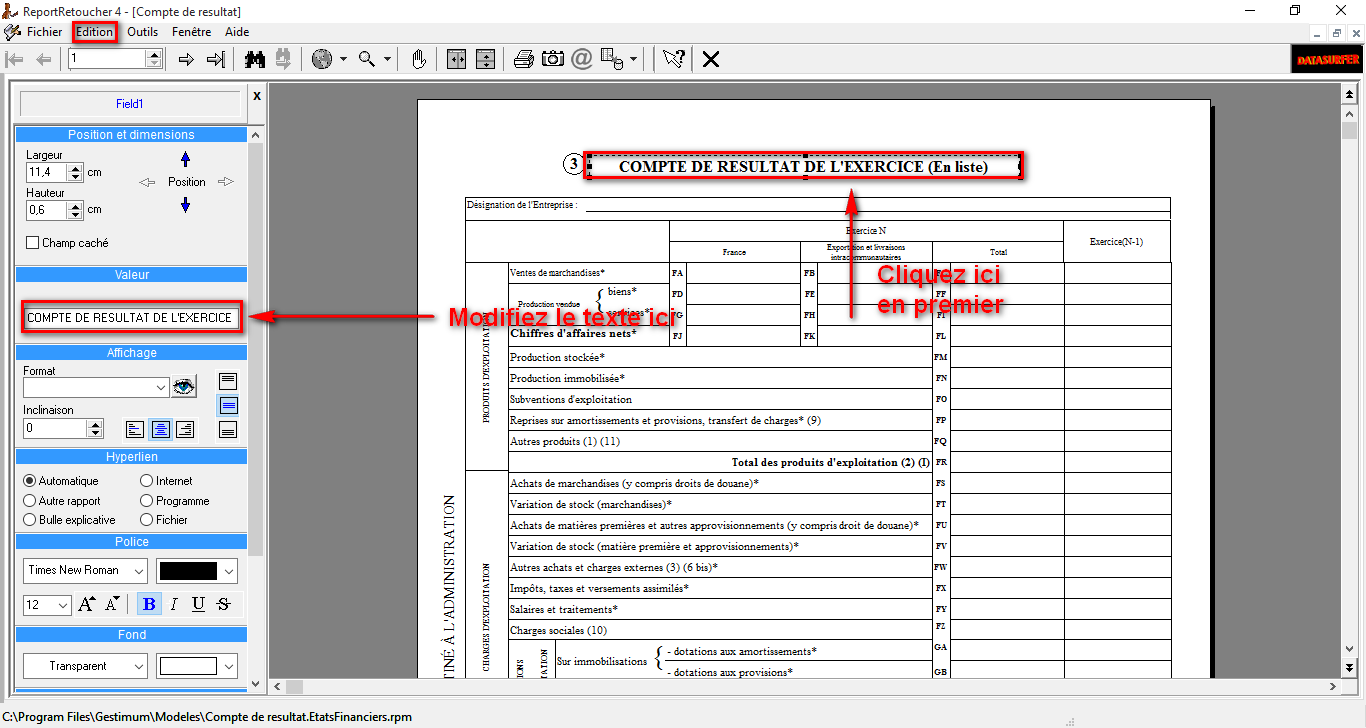 ReportRetoucher 4 - [Compte de resultat]
Fichier Edition Outils Fenêtre Aide
1
DATASURFER
Field1
x
Position et dimensions
Largeur
11,4 cm
Position
Hauteur
0,6 cm
Champ caché
Valeur
COMPTE DE RESULTAT DE L'EXERCICE
Modifiez le texte ici
Affichage
Format
Inclinaison
0
Hyperlien
Automatique Internet
Autre rapport Programme
Bulle explicative Fichier
Police
Times New Roman
12 A A B I U S
Fond
Transparent
3 COMPTE DE RESULTAT DE L'EXERCICE (En liste)
Désignation de l'Entreprise :
Exercice N
Exercice(N-1)
France Exportation et livraisons intracommunautaires Total
Cliquez ici
en premier
PRODUITS D'EXPLOITATION
Ventes de marchandises* FA FB
Production vendue
biens* FD FE FF
services* FG FH FI
Chiffres d'affaires nets* FJ FK FL
Production stockée* FM
Production immobilisée* FN
Subventions d'exploitation FO
Reprises sur amortissements et provisions, transfert de charges* (9) FP
Autres produits (1) (11) FQ
Total des produits d'exploitation (2) (I) FR
TINÉ À L'ADMINISTRATION
CHARGES D'EXPLOITATION
Achats de marchandises (y compris droits de douane)* FS
Variation de stock (marchandises)* FT
Achats de matières premières et autres approvisionnements (y compris droit de douane)* FU
Variation de stock (matière première et approvisionnements)* FV
Autres achats et charges externes (3) (6 bis)* FW
Impôts, taxes et versements assimilés* FX
Salaires et traitements* FY
Charges sociales (10) FZ
IONS
TATION
Sur immobilisations
- dotations aux amortissements* GA
- dotations aux provisions* GB
C:\Program Files\Gestimum\Modeles\Compte de resultat.EtatsFinanciers.rpm